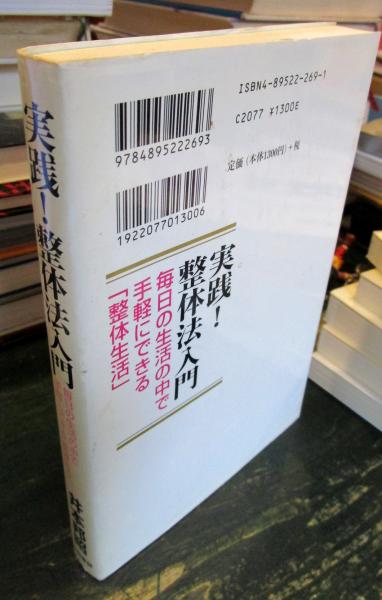 ISBN4-89522-269-1
C2077 ¥1300E
定価 (本体1300円) +税
9784895222693
1922077013006
実践!
整体法入門
毎日の生活の中で
手軽にできる
「整体生活」
実践!整体法入門